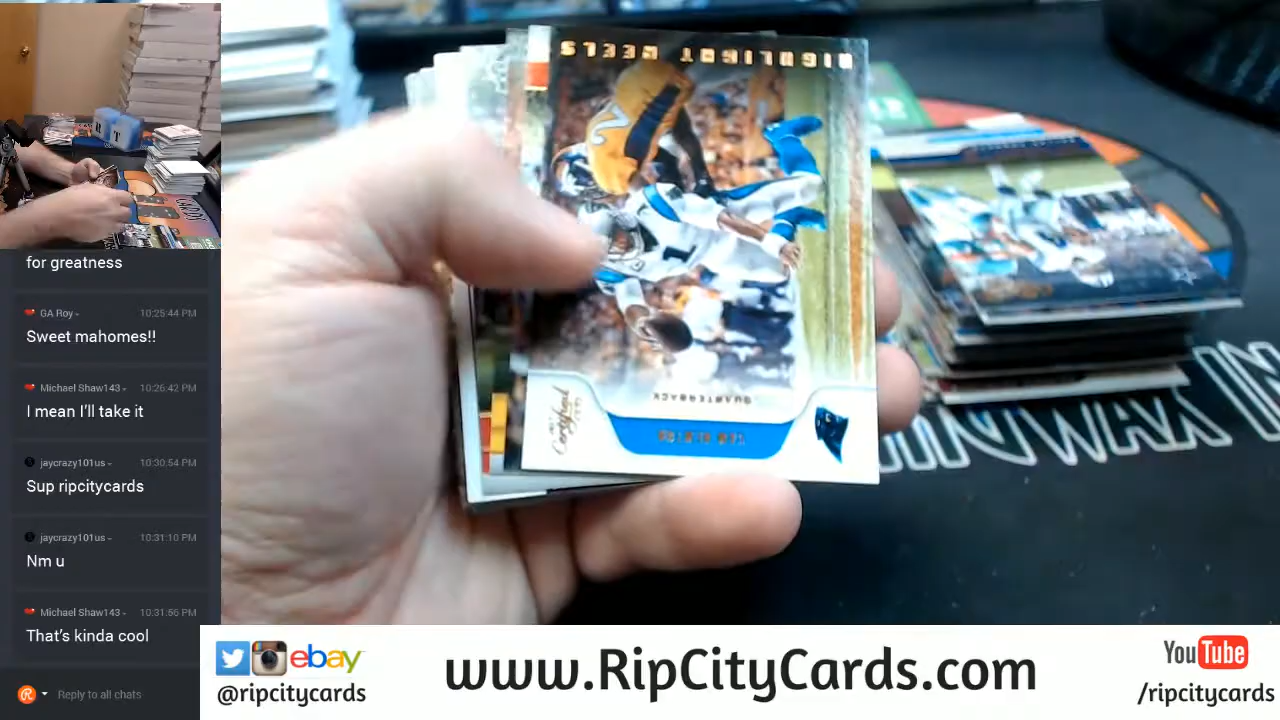 for greatness
GA Roy
10:25:44 PM
Sweet mahomes!!
Michael Shaw143
10:26:42 PM
I mean I'll take it
jaycrazy101us
10:30:54 PM
Sup ripcitycards
jaycrazy101us
10:31:10 PM
Nm u
Michael Shaw143
10:31:56 PM
That's kinda cool
Reply to all chats
HIGHLIGHT REELS
1
2
QUARTERBACK
CAM NEWTON
Certified
ebay
@ripcitycards
www.RipCityCards.com
YouTube
/ripcitycards